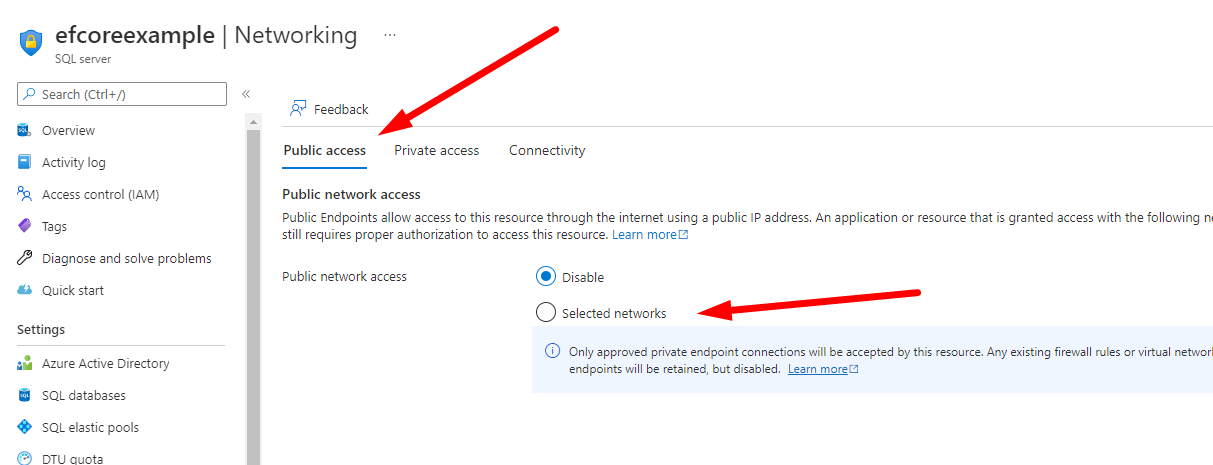 efcoreexample | Networking ...
SQL server
Search (Ctrl+/)
«
Overview
Activity log
Access control (IAM)
Tags
Diagnose and solve problems
Quick start
Settings
Azure Active Directory
SQL databases
SQL elastic pools
DTU quota
Feedback
Public access Private access Connectivity
Public network access
Public Endpoints allow access to this resource through the internet using a public IP address. An application or resource that is granted access with the following
still requires proper authorization to access this resource. Learn more
Public network access
Disable
Selected networks
Only approved private endpoint connections will be accepted by this resource. Any existing firewall rules or virtual
endpoints will be retained, but disabled. Learn more